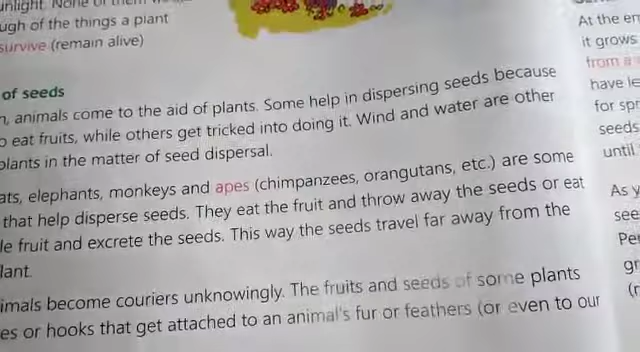 unlight. None of them
ugh of the things a plant
survive (remain alive)
of seeds
n, animals come to the aid of plants. Some help in dispersing seeds because
o eat fruits, while others get tricked into doing it. Wind and water are other
plants in the matter of seed dispersal.
ats, elephants, monkeys and apes (chimpanzees, orangutans, etc.) are some
that help disperse seeds. They eat the fruit and throw away the seeds or eat
le fruit and excrete the seeds. This way the seeds travel far away from the
lant.
imals become couriers unknowingly. The fruits and seeds of some plants
es or hooks that get attached to an animal's fur or feathers (or even to our
At the en
it grows
from a
have le
for spr
seeds
until
As y
see
Per
gr
(r